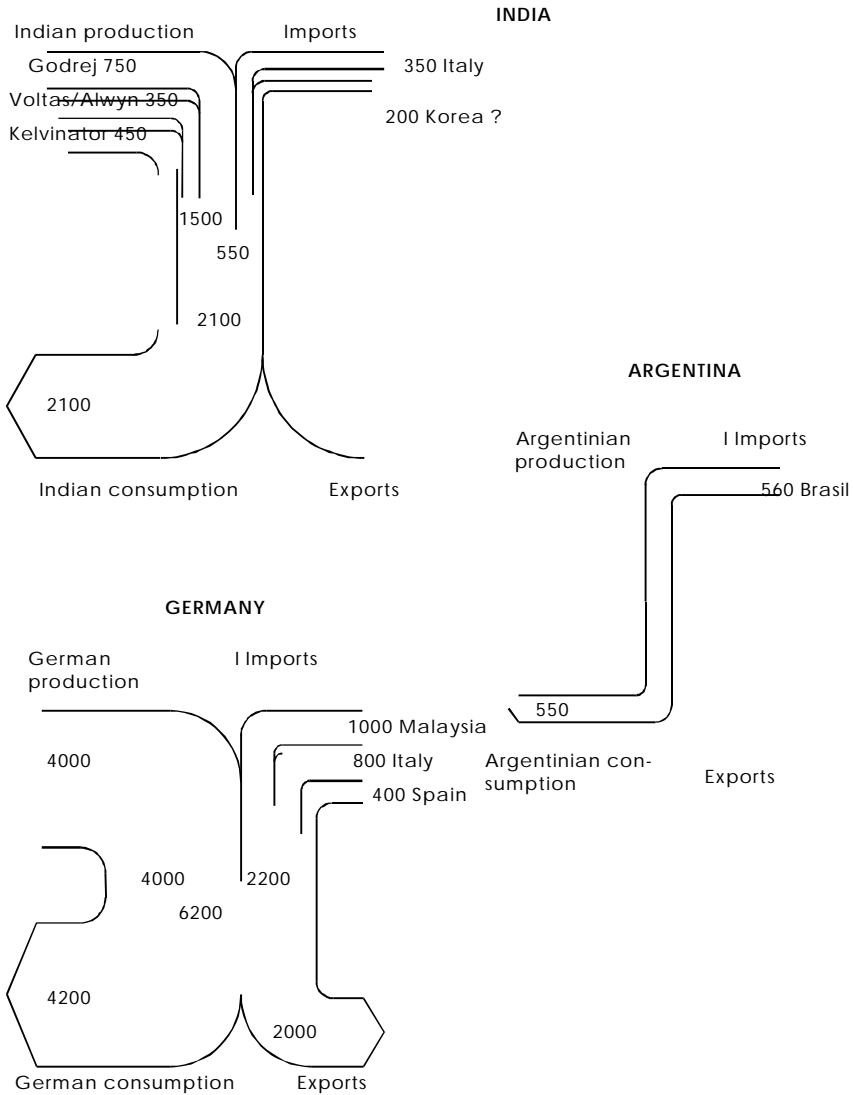 INDIA
Indian production
Imports
Godrej 750
350 Italy
Voltas/Alwyn 350
200 Korea ?
Kelvinator 450
1500
550
2100
2100
Indian consumption
Exports
ARGENTINA
Argentinian
production
I Imports
560 Brasil
550
Argentinian con-
sumption
Exports
GERMANY
German
production
I Imports
1000 Malaysia
4000
800 Italy
400 Spain
4000
2200
6200
4200
2000
German consumption
Exports